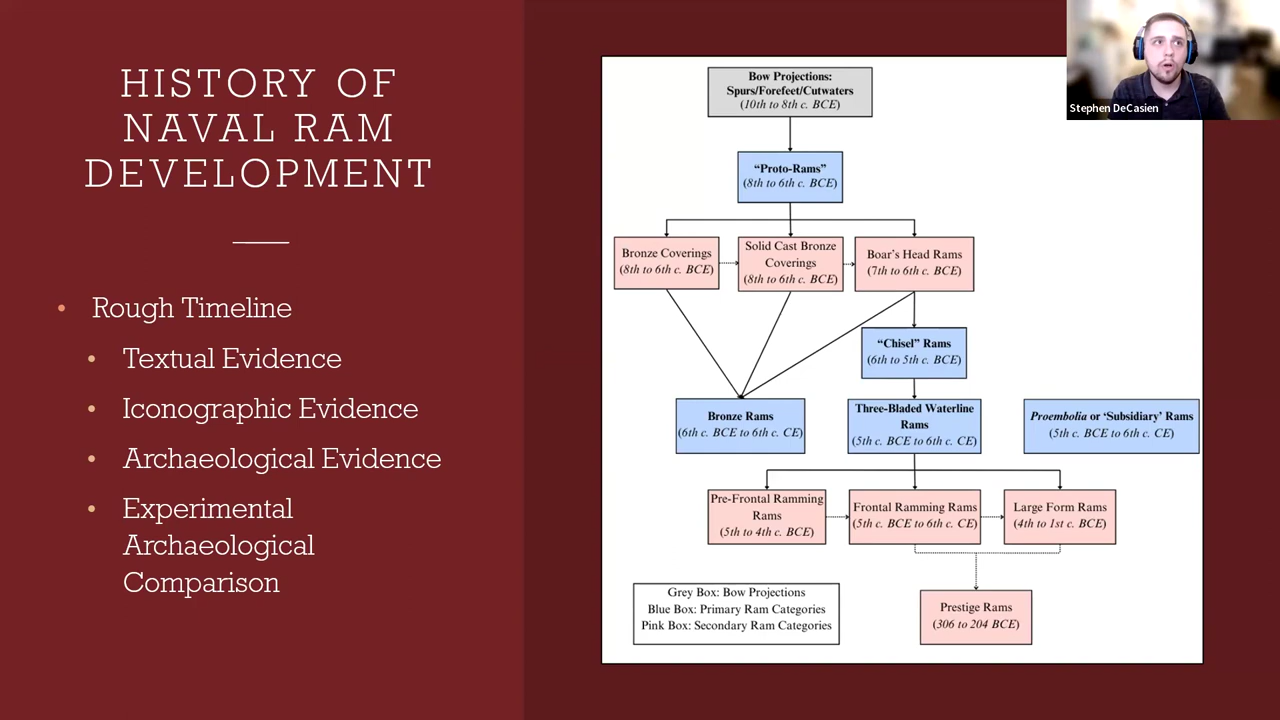 HISTORY OF
NAVAL RAM
DEVELOPMENT
• Rough Timeline
• Textual Evidence
• Iconographic Evidence
• Archaeological Evidence
• Experimental
Archaeological
Comparison
Bow Projections:
Spurs/Forefeet/Cutwaters
(10th to 8th c. BCE)
“Proto-Rams”
(8th to 6th c. BCE)
Bronze Coverings
(8th to 6th c. BCE)
Solid Cast Bronze
Coverings
(8th to 6th c. BCE)
Boar’s Head Rams
(7th to 6th c. BCE)
“Chisel” Rams
(6th to 5th c. BCE)
Bronze Rams
(6th c. BCE to 6th c. CE)
Three-Bladed Waterline
Rams
(5th c. BCE to 6th c. CE)
Proembolia or ‘Subsidiary’ Rams
(5th c. BCE to 6th c. CE)
Pre-Frontal Ramming
Rams
(5th to 4th c. BCE)
Frontal Ramming Rams
(5th c. BCE to 6th c. CE)
Large Form Rams
(4th to 1st c. BCE)
Prestige Rams
(306 to 204 BCE)
Grey Box: Bow Projections
Blue Box: Primary Ram Categories
Pink Box: Secondary Ram Categories
Stephen DeCasien